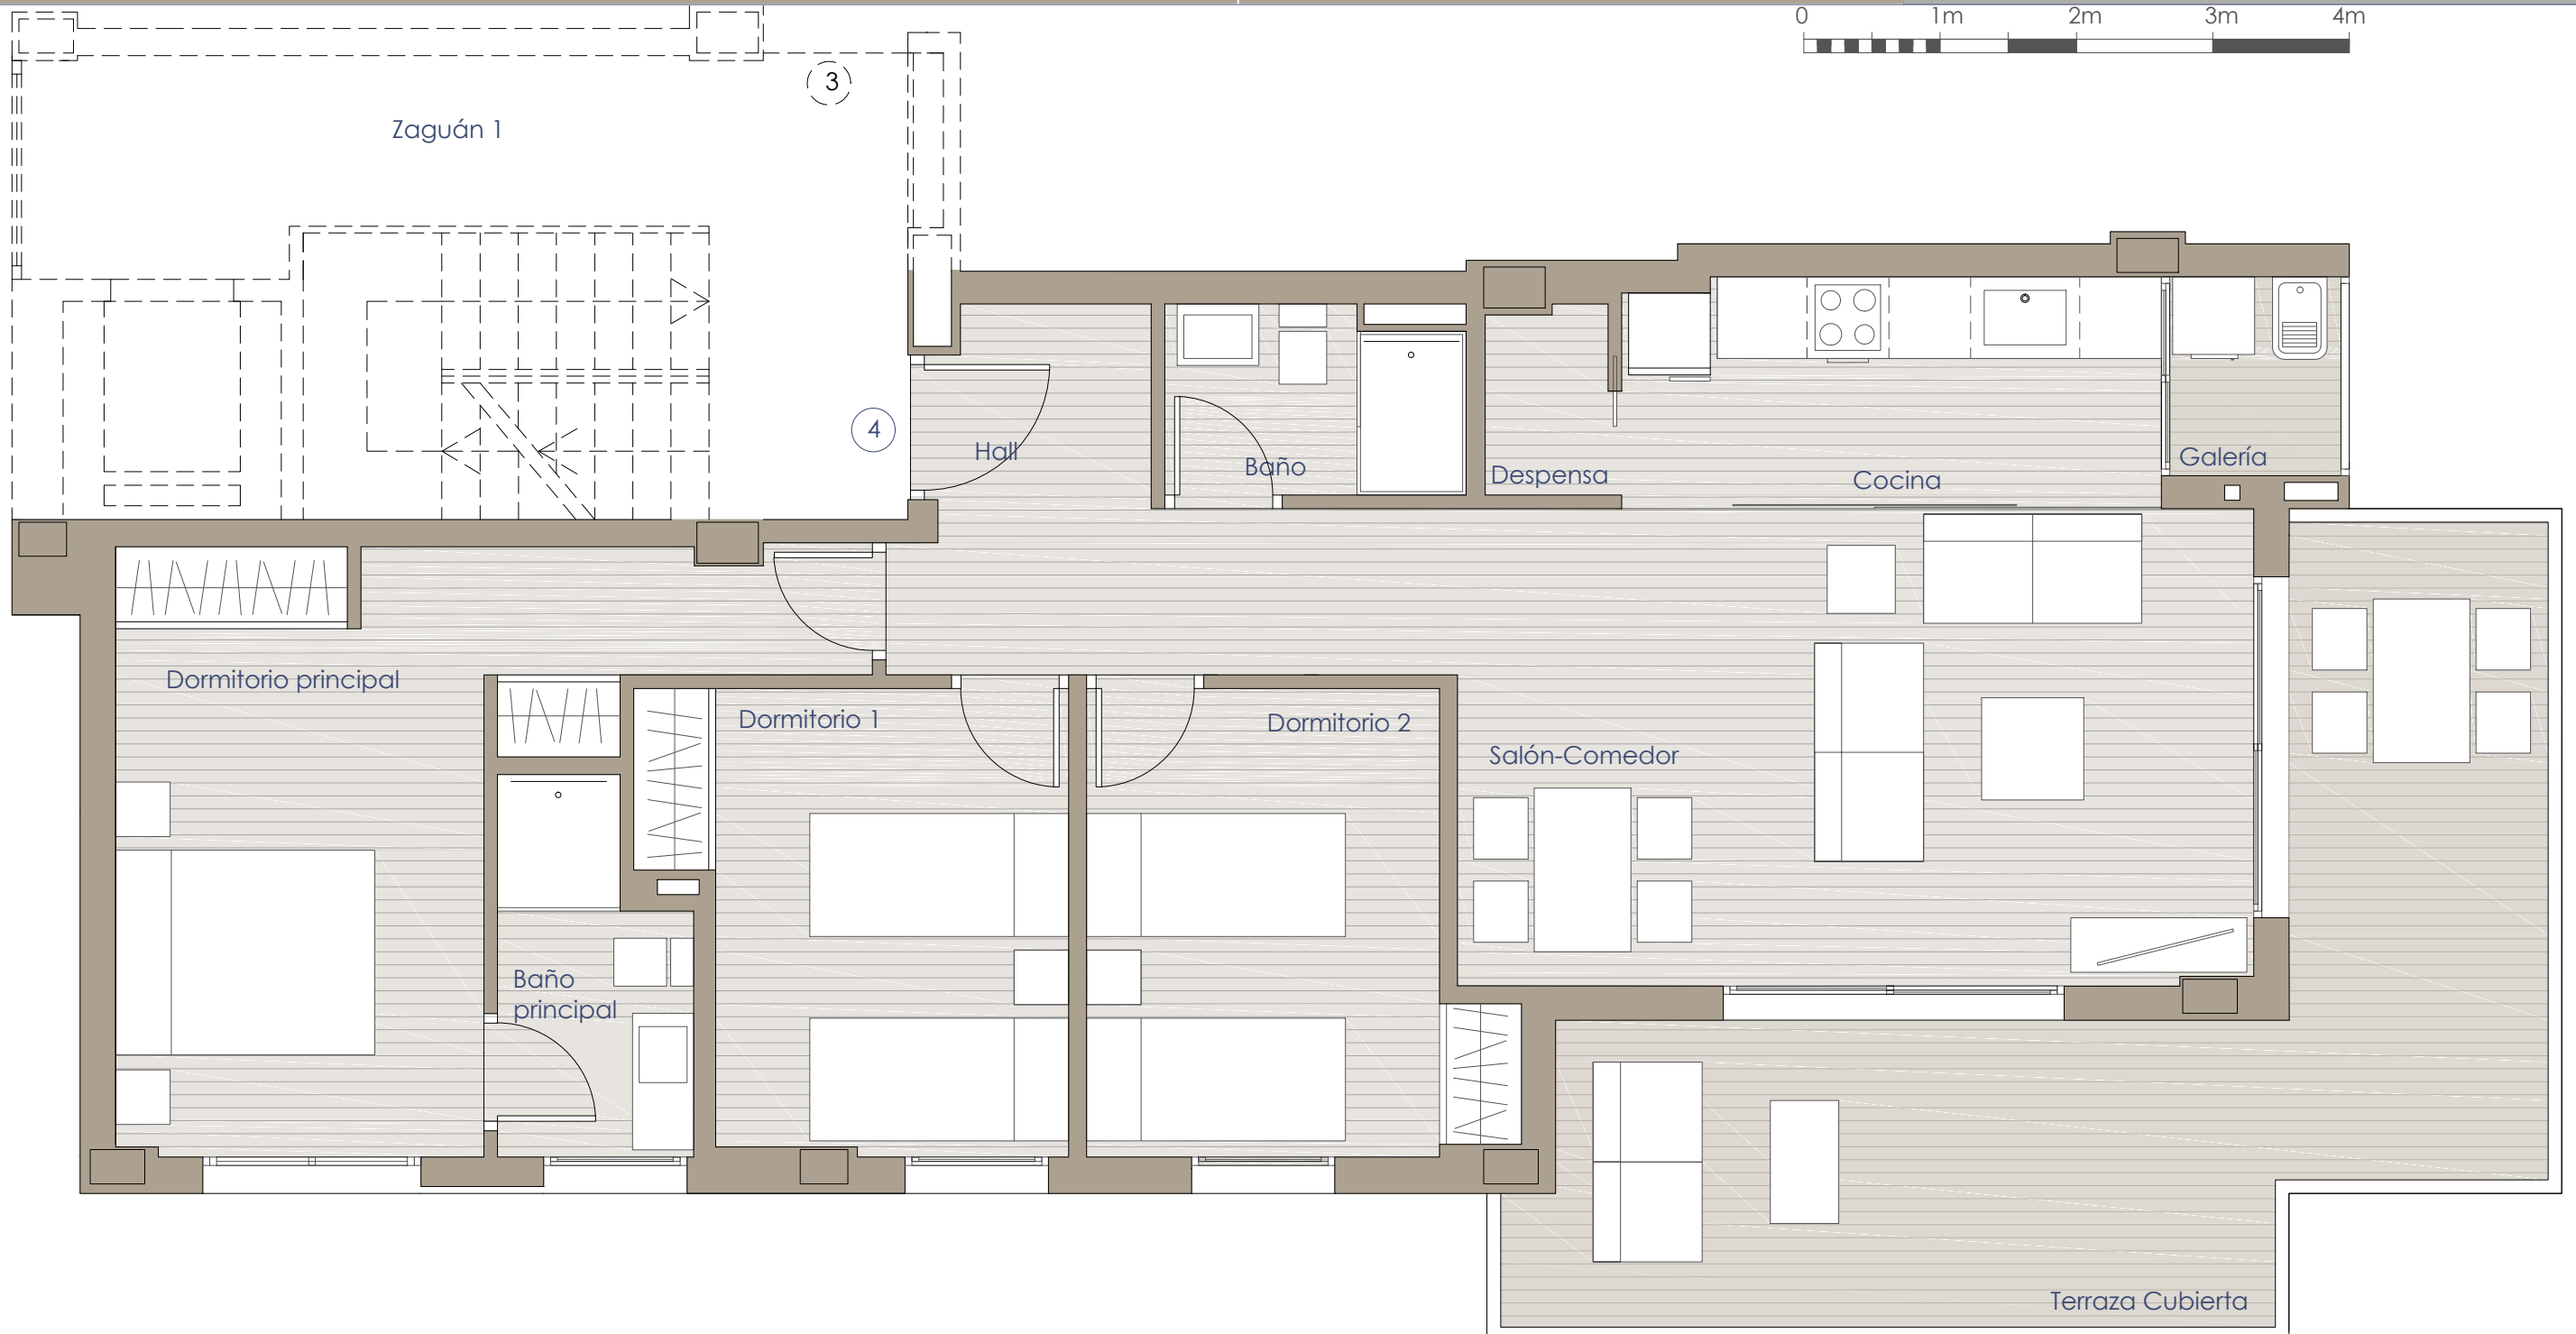 0 1m 2m 3m 4m
3
Zaguán 1
4
Hall
Baño
Despensa
Cocina
Galería
Dormitorio principal
Dormitorio 1
Dormitorio 2
Salón-Comedor
Baño
principal
Terraza Cubierta